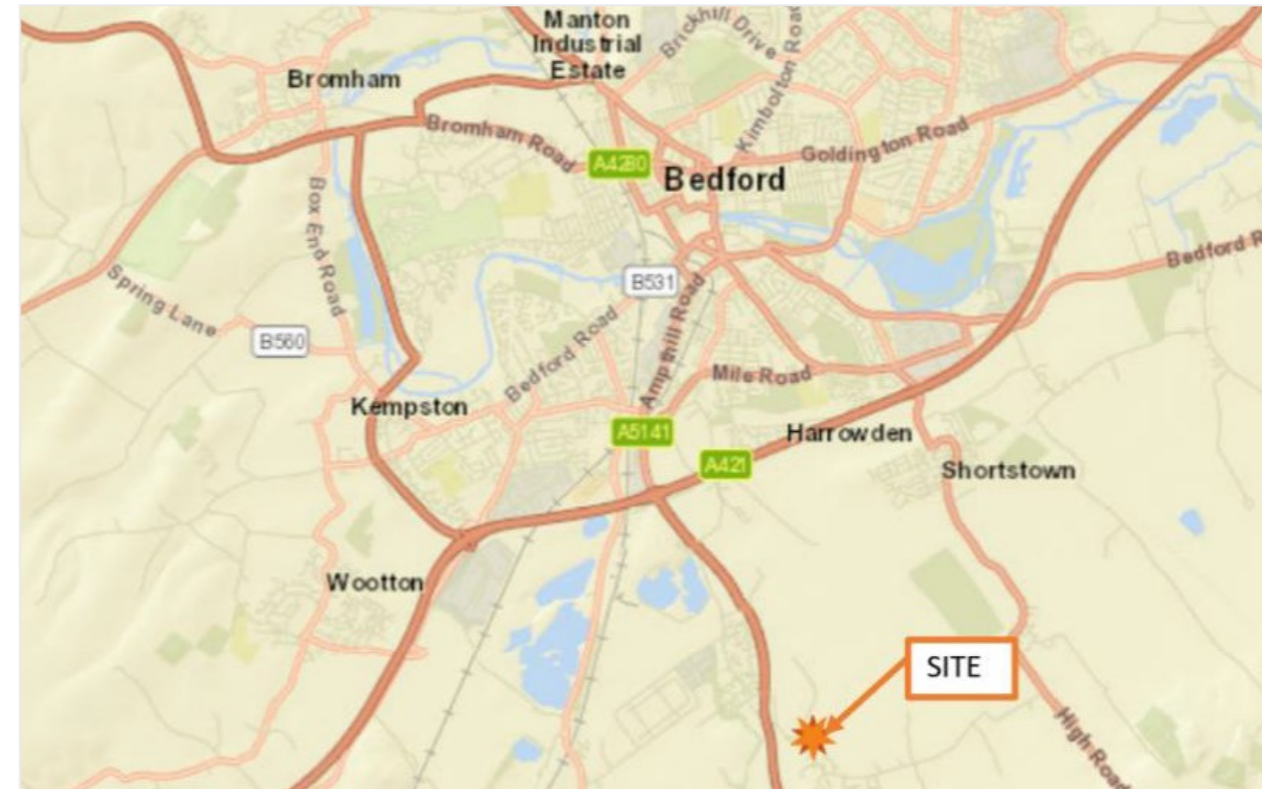 Manton
Industrial
Estate
Brickhill Drive
Kimbolton Road
Bromham
Bromham Road
A4280
Goldington Road
Bedford
Box End Road
Bedford R
Spring Lane
B531
B560
Bedford Road
Ampthill Road
Mile Road
Kempston
A5141
Harrowden
A421
Shortstown
Wootton
SITE
High Road